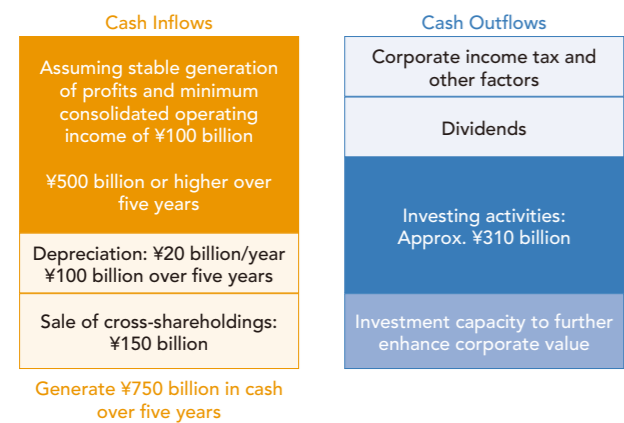 Cash Inflows
Assuming stable generation
of profits and minimum
consolidated operating
income of ¥100 billion
¥500 billion or higher over
five years
Depreciation: ¥20 billion/year
¥100 billion over five years
Sale of cross-shareholdings:
¥150 billion
Generate ¥750 billion in cash
over five years
Cash Outflows
Corporate income tax and
other factors
Dividends
Investing activities:
Approx. ¥310 billion
Investment capacity to further
enhance corporate value